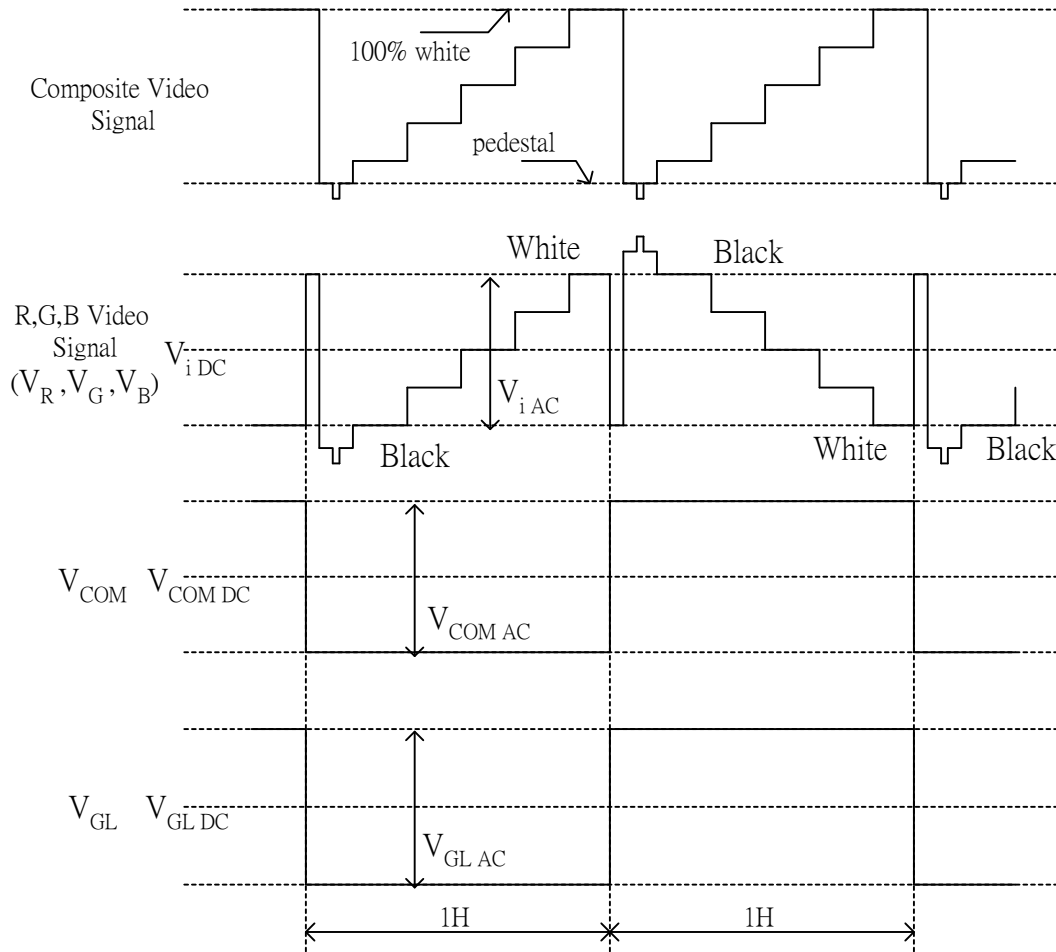 100% white
Composite Video
Signal
pedestal
White
Black
R,G,B Video
Signal
(V_R ,V_G ,V_B)
V_i DC
V_i AC
Black
White
Black
V_COM
V_COM DC
V_COM AC
V_GL
V_GL DC
V_GL AC
1H
1H